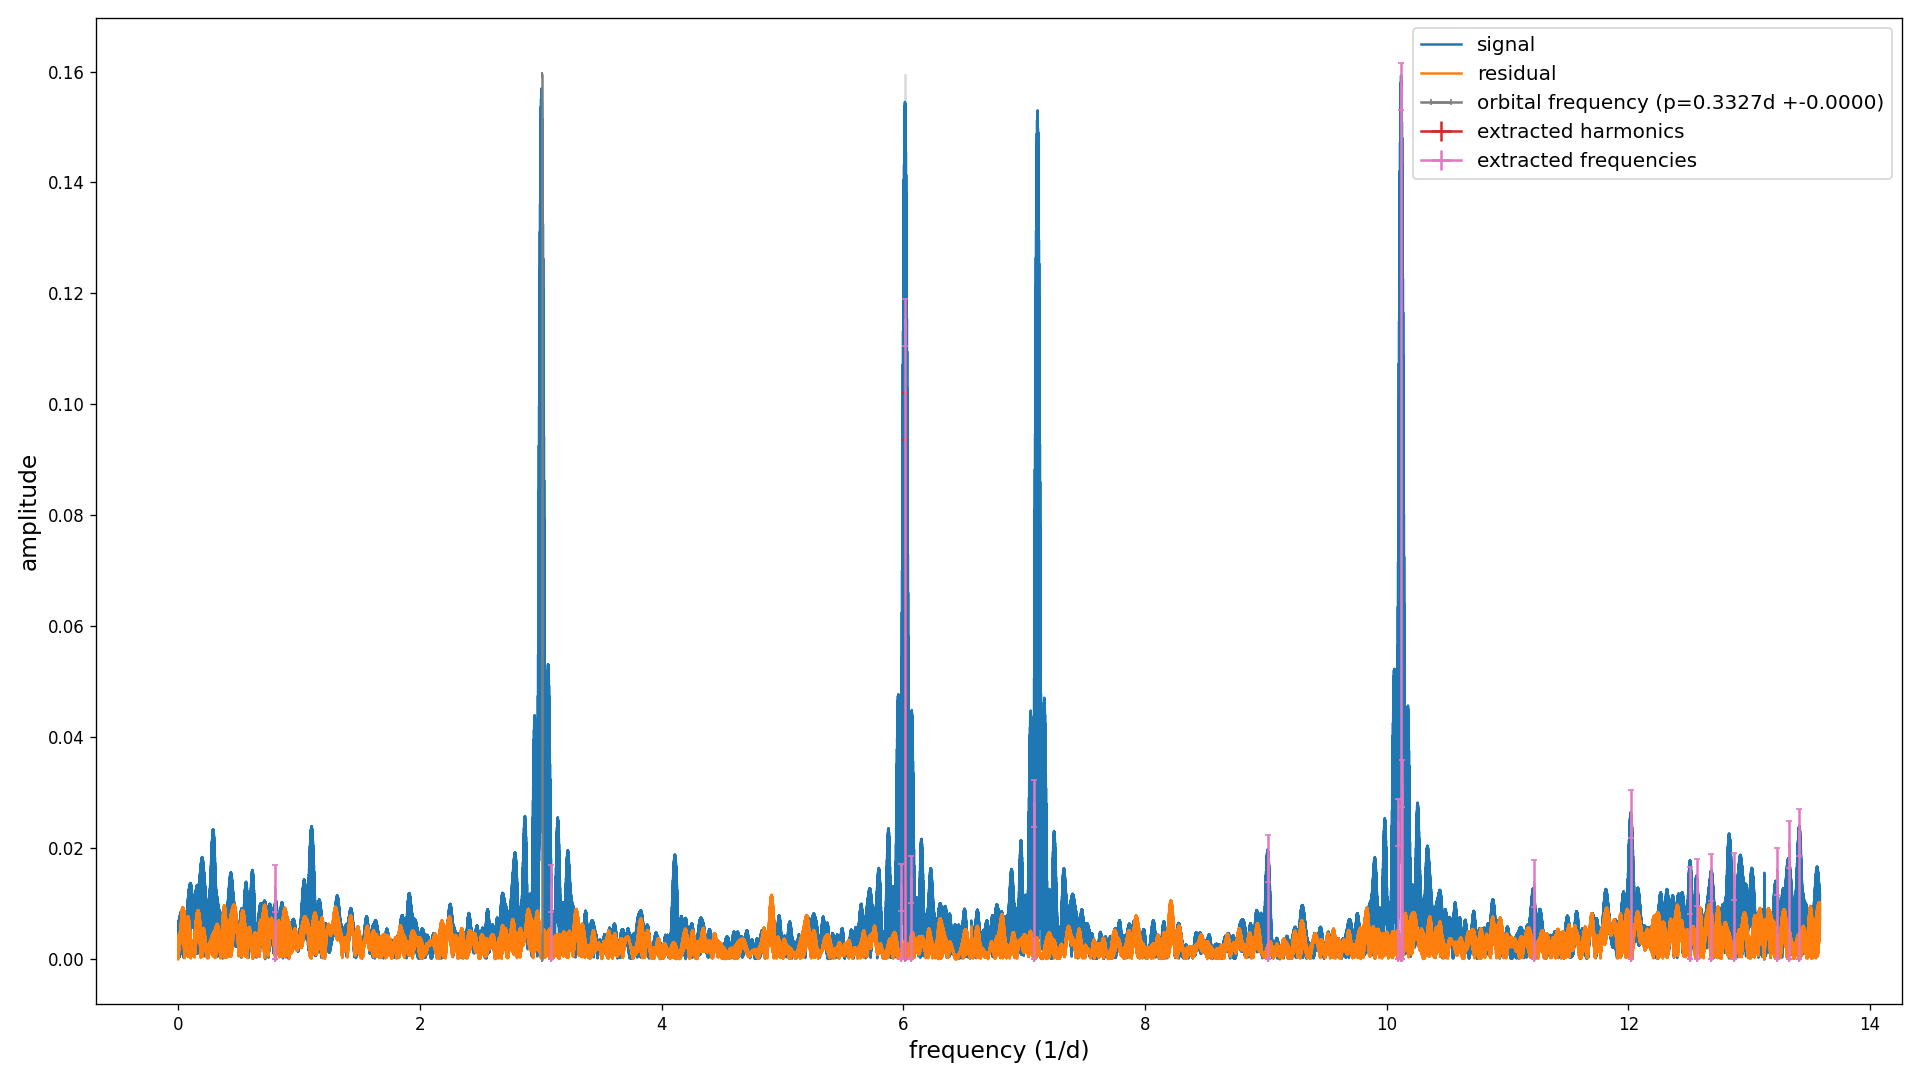 signal
residual
orbital frequency (p=0.3327d +-0.0000)
extracted harmonics
extracted frequencies
0.16
0.14
0.12
0.10
0.08
0.06
0.04
0.02
0.00
amplitude
0 2 4 6 8 10 12 14
frequency (1/d)